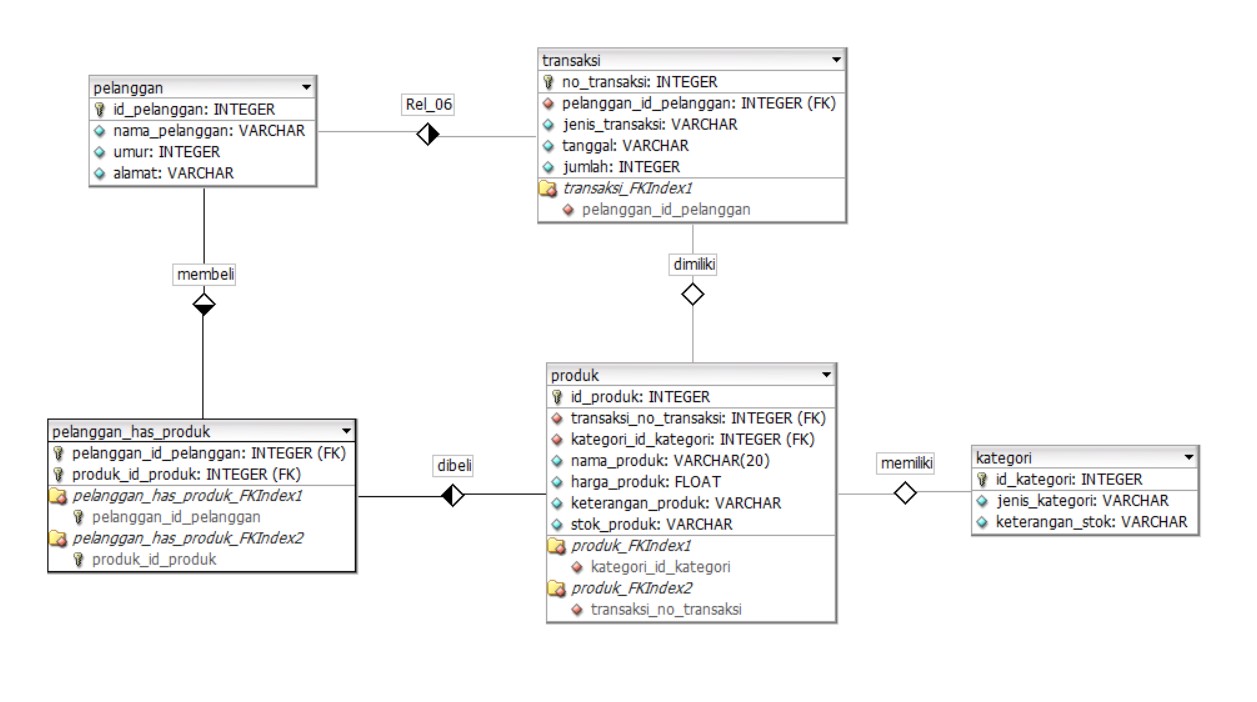 pelanggan
id_pelanggan: INTEGER
nama_pelanggan: VARCHAR
umur: INTEGER
alamat: VARCHAR
Rel_06
transaksi
no_transaksi: INTEGER
pelanggan_id_pelanggan: INTEGER (FK)
jenis_transaksi: VARCHAR
tanggal: VARCHAR
jumlah: INTEGER
transaksi_FKIndex1
pelanggan_id_pelanggan
membeli
dimiliki
pelanggan_has_produk
pelanggan_id_pelanggan: INTEGER (FK)
produk_id_produk: INTEGER (FK)
pelanggan_has_produk_FKIndex1
pelanggan_id_pelanggan
pelanggan_has_produk_FKIndex2
produk_id_produk
dibeli
produk
id_produk: INTEGER
transaksi_no_transaksi: INTEGER (FK)
kategori_id_kategori: INTEGER (FK)
nama_produk: VARCHAR(20)
harga_produk: FLOAT
keterangan_produk: VARCHAR
stok_produk: VARCHAR
produk_FKIndex1
kategori_id_kategori
produk_FKIndex2
transaksi_no_transaksi
memiliki
kategori
id_kategori: INTEGER
jenis_kategori: VARCHAR
keterangan_stok: VARCHAR